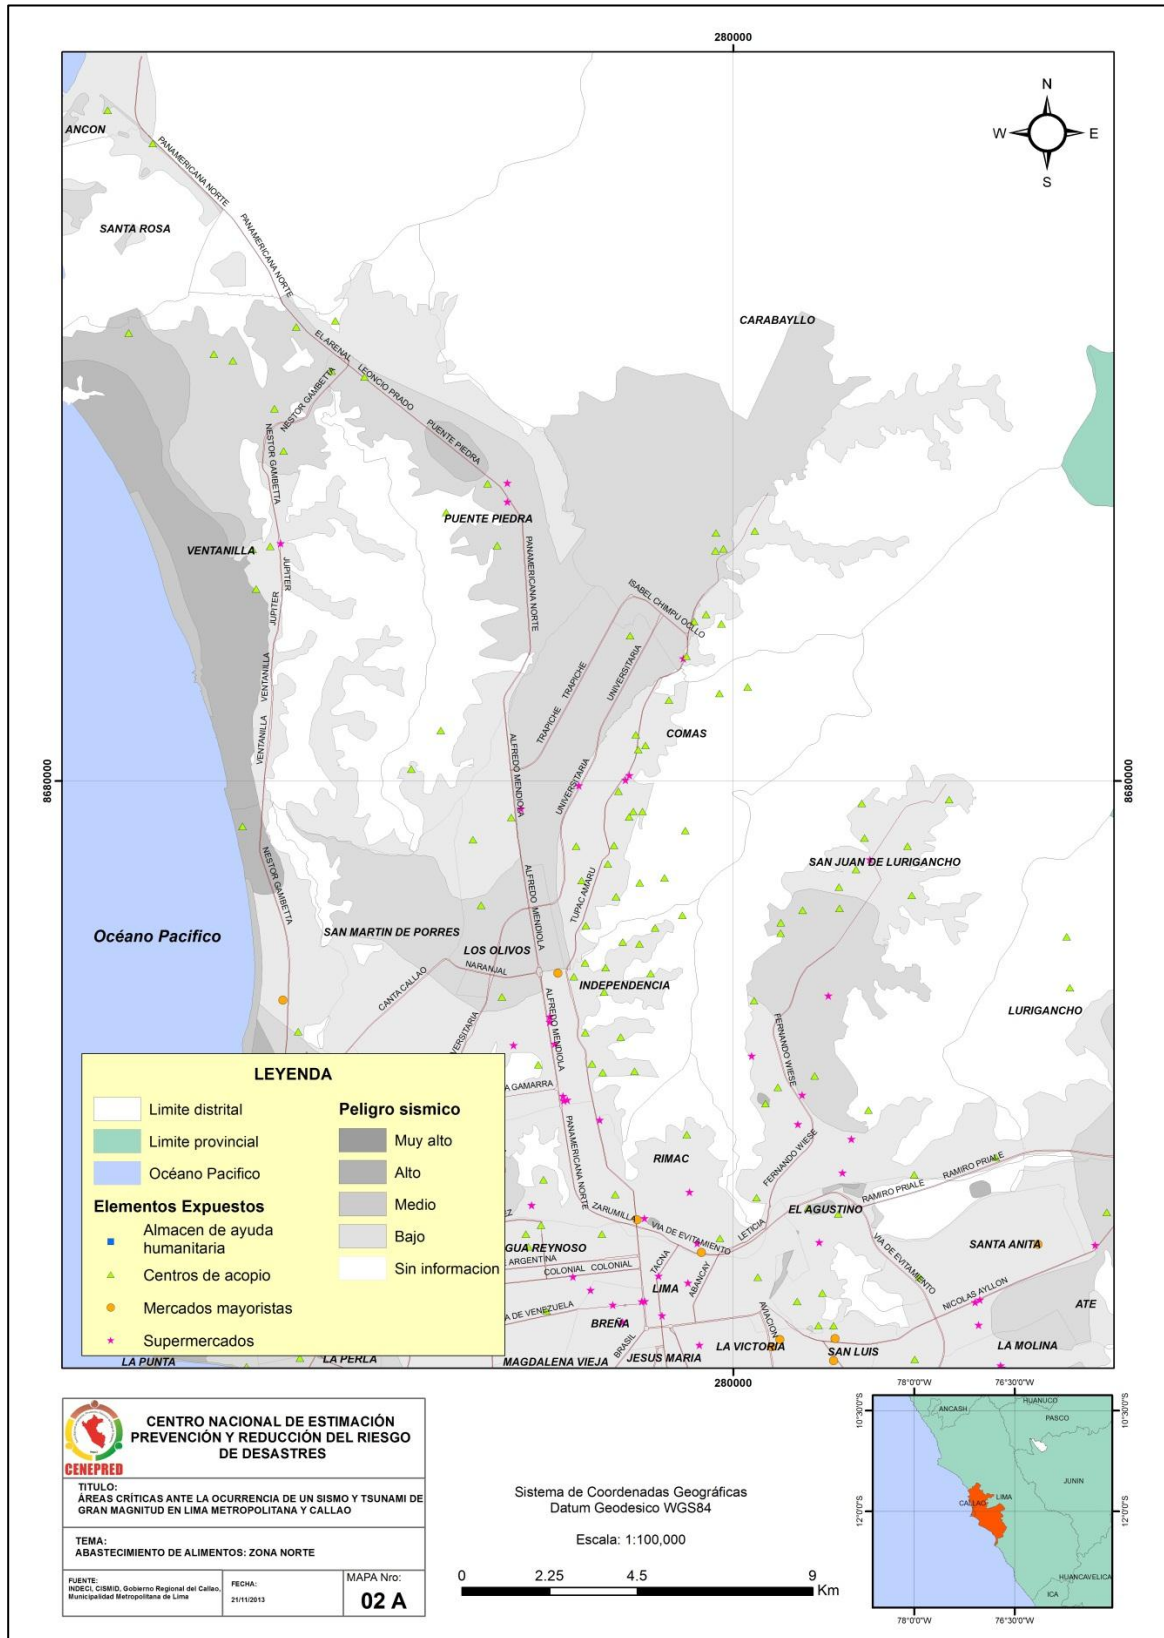 280000
N
W
E
S
ANCON
PANAMERICANA NORTE
SANTA ROSA
PANAMERICANA NORTE
CARABAYLLO
EL ARENAL
LEONCIO PRADO
NESTOR GAMBETTA
PUENTE PIEDRA
NESTOR GAMBETTA
PUENTE PIEDRA
VENTANILLA
JUPITER
PANAMERICANA NORTE
JUPITER
ISABEL CHIMPU OCLLO
TRAPICHE
UNIVERSITARIA
VENTANILLA
TRAPICHE
COMAS
VENTANILLA
ALFREDO MENDIOLA
UNIVERSITARIA
8680000
8680000
SAN JUAN DE LURIGANCHO
NESTOR GAMBETTA
ALFREDO MENDIOLA
TUPAC AMARU
Océano Pacifico
SAN MARTIN DE PORRES
LOS OLIVOS
NARANJAL
CANTA CALLAO
INDEPENDENCIA
LURIGANCHO
ALFREDO MENDIOLA
VERSITARIA
FERNANDO WIESE
A GAMARRA
PANAMERICANA NORTE
RIMAC
FERNANDO WIESE
RAMIRO PRIALE
RAMIRO PRIALE
ZARUMILLA
VIA DE EVITAMIENTO
LETICIA
EL AGUSTINO
VIA DE EVITAMIENTO
SANTA ANITA
EZ
GUA REYNOSO
E ARGENTINA
COLONIAL
COLONIAL
TACNA
ABANCAY
LIMA
NICOLAS AYLLON
ATE
A DE VENEZUELA
BREÑA
BRASIL
AVIACION
LA VICTORIA
SAN LUIS
LA MOLINA
LA PUNTA
LA PERLA
MAGDALENA VIEJA
JESUS MARIA
LEYENDA
Limite distrital
Limite provincial
Océano Pacifico
Elementos Expuestos
Almacen de ayuda
humanitaria
Centros de acopio
Mercados mayoristas
Supermercados
Peligro sismico
Muy alto
Alto
Medio
Bajo
Sin informacion
280000
CENEPRED
CENTRO NACIONAL DE ESTIMACIÓN
PREVENCIÓN Y REDUCCIÓN DEL RIESGO
DE DESASTRES
TITULO:
ÁREAS CRÍTICAS ANTE LA OCURRENCIA DE UN SISMO Y TSUNAMI DE
GRAN MAGNITUD EN LIMA METROPOLITANA Y CALLAO
TEMA:
ABASTECIMIENTO DE ALIMENTOS: ZONA NORTE
FUENTE:
INDECI, CISMID, Gobierno Regional del Callao,
Municipalidad Metropolitana de Lima
FECHA:
21/11/2013
MAPA Nro:
02 A
Sistema de Coordenadas Geográficas
Datum Geodesico WGS84
Escala: 1:100,000
0
2.25
4.5
9
Km
78°0'0"W
76°30'0"W
10°30'0"S
10°30'0"S
12°0'0"S
12°0'0"S
ANCASH
HUANUCO
PASCO
JUNIN
LIMA
CALLAO
HUANCAVELICA
ICA
78°0'0"W
76°30'0"W